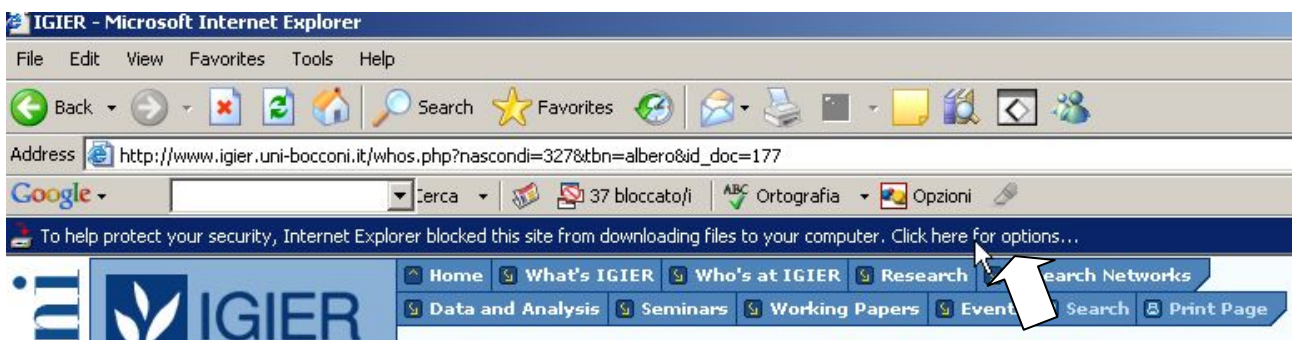 IGIER - Microsoft Internet Explorer
File Edit View Favorites Tools Help
Back Search Favorites
Address http://www.igier.uni-bocconi.it/whos.php?nascondi=327&tbn=albero&id_doc=177
Google 37 bloccato/i ABC Ortografia Opzioni
To help protect your security, Internet Explorer blocked this site from downloading files to your computer. Click here for options...
Home What's IGIER Who's at IGIER Research Networks
IGIER
Data and Analysis Seminars Working Papers Search Print Page